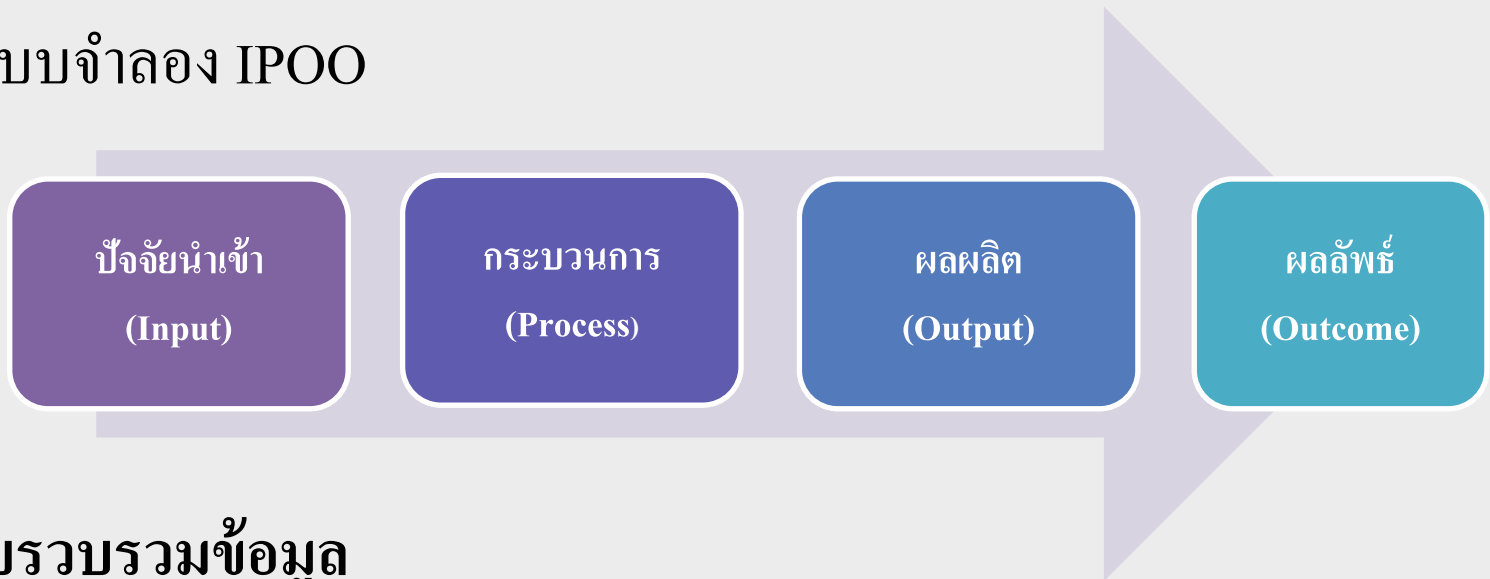 บบจำลอง IPOO
ปัจจัยนำเข้า
(Input)
กระบวนการ
(Process)
ผลผลิต
(Output)
ผลลัพธ์
(Outcome)
บรวบรวมข้อมูล